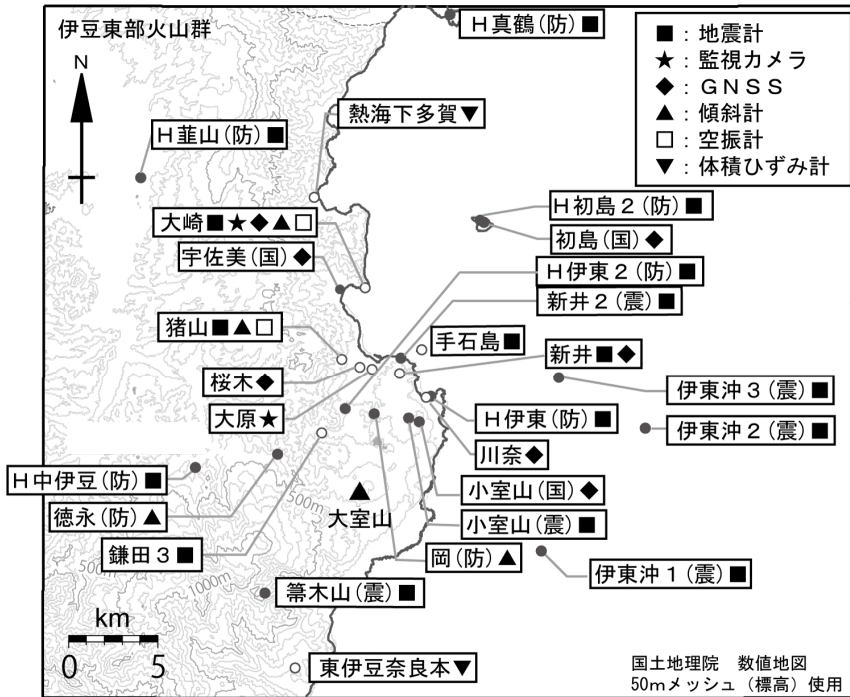 伊豆東部火山群
H真鶴(防)■
■：地震計
★：監視カメラ
◆：GNSS
▲：傾斜計
□：空振計
▼：体積ひずみ計
N
熱海下多賀▼
H韮山(防)■
H初島2(防)■
大崎■★◆▲□
初島(国)◆
宇佐美(国)◆
H伊東2(防)■
新井2(震)■
猪山■▲□
手石島■
新井■◆
桜木◆
伊東沖3(震)■
大原★
H伊東(防)■
伊東沖2(震)■
川奈◆
H中伊豆(防)■
小室山(国)◆
500m
徳永(防)▲
大室山
小室山(震)■
鎌田3■
岡(防)▲
500m
1000m
伊東沖1(震)■
箒木山(震)■
km
0 5
東伊豆奈良本▼
国土地理院 数値地図
50mメッシュ（標高）使用